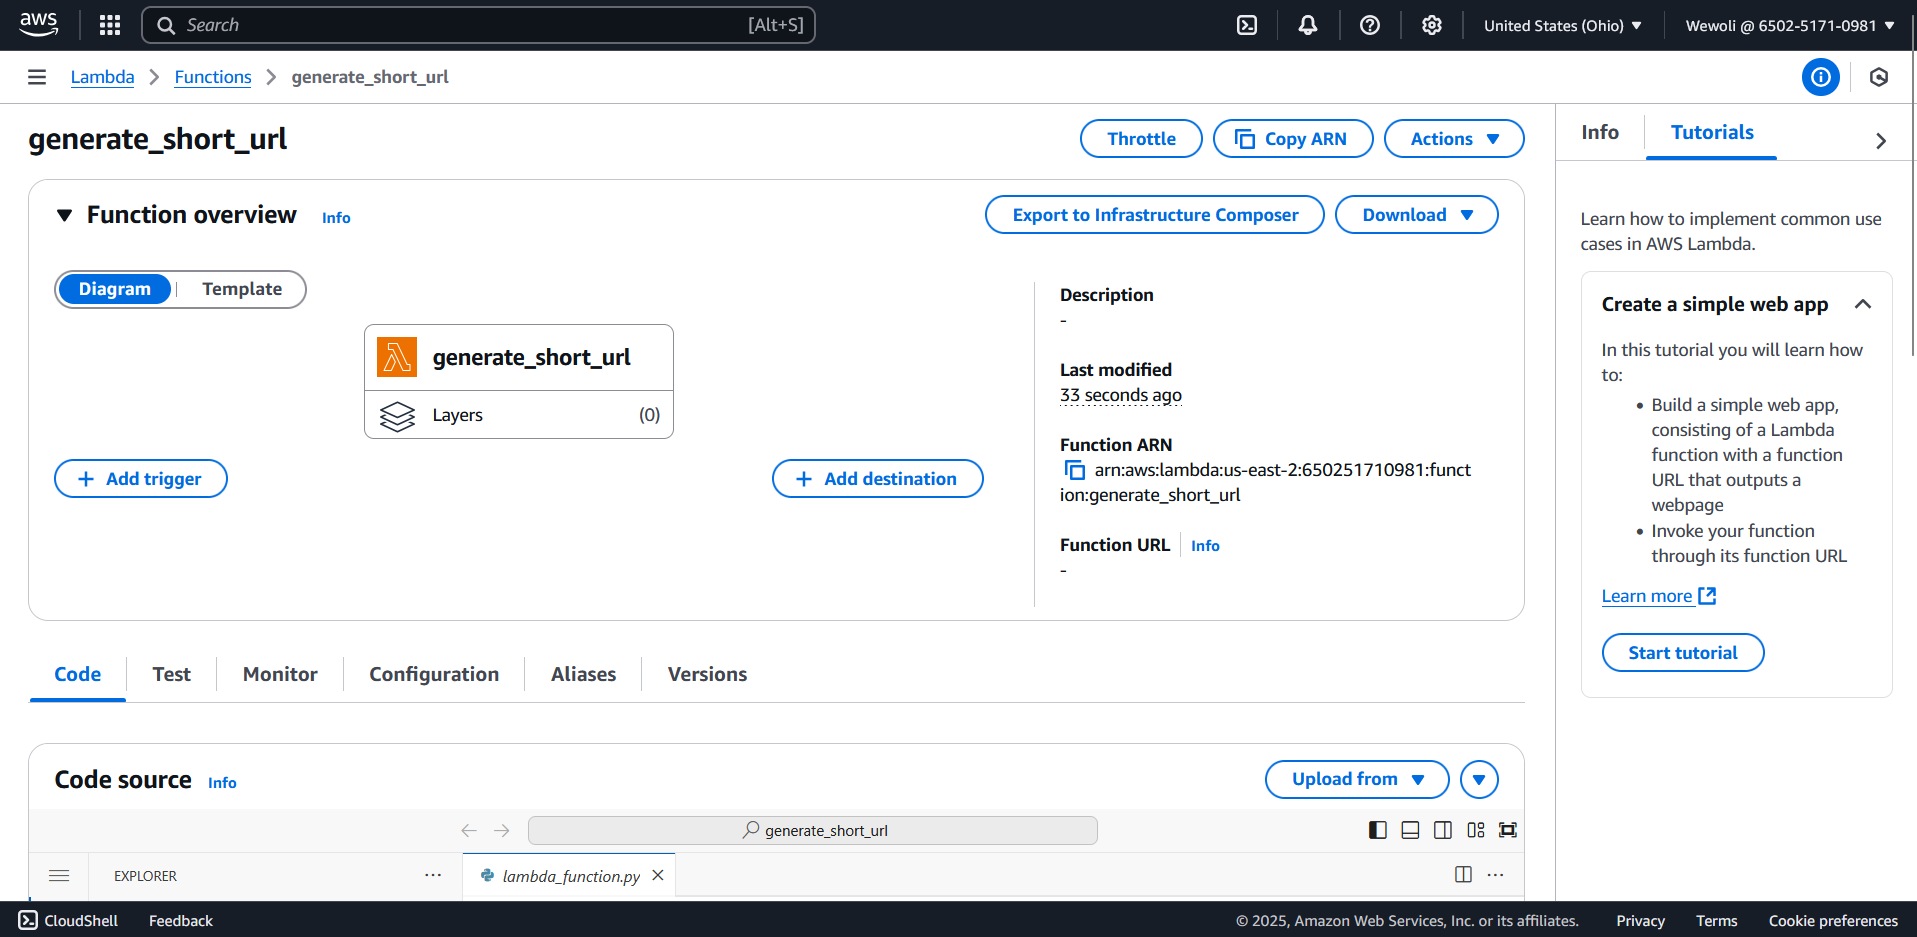 aws
Search [Alt+S]
United States (Ohio)
Wewoli @ 6502-5171-0981
Lambda
Functions
generate_short_url
generate_short_url
Throttle
Copy ARN
Actions
Function overview
Info
Export to Infrastructure Composer
Download
Diagram
Template
generate_short_url
Layers
(0)
Add trigger
Add destination
Description
-
Last modified
33 seconds ago
Function ARN
arn:aws:lambda:us-east-2:650251710981:funct
ion:generate_short_url
Function URL
Info
-
Code
Test
Monitor
Configuration
Aliases
Versions
Code source
Info
Upload from
generate_short_url
EXPLORER
lambda_function.py
Info
Tutorials
Learn how to implement common use
cases in AWS Lambda.
Create a simple web app
In this tutorial you will learn how
to:
• Build a simple web app,
consisting of a Lambda
function with a function
URL that outputs a
webpage
• Invoke your function
through its function URL
Learn more
Start tutorial
CloudShell
Feedback
© 2025, Amazon Web Services, Inc. or its affiliates.
Privacy
Terms
Cookie preferences